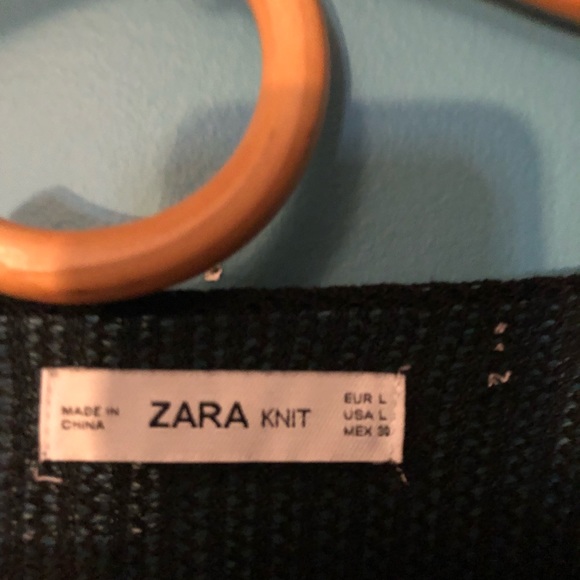 MADE IN
CHINA
ZARA KNIT
EUR L
USA L
MEX 30